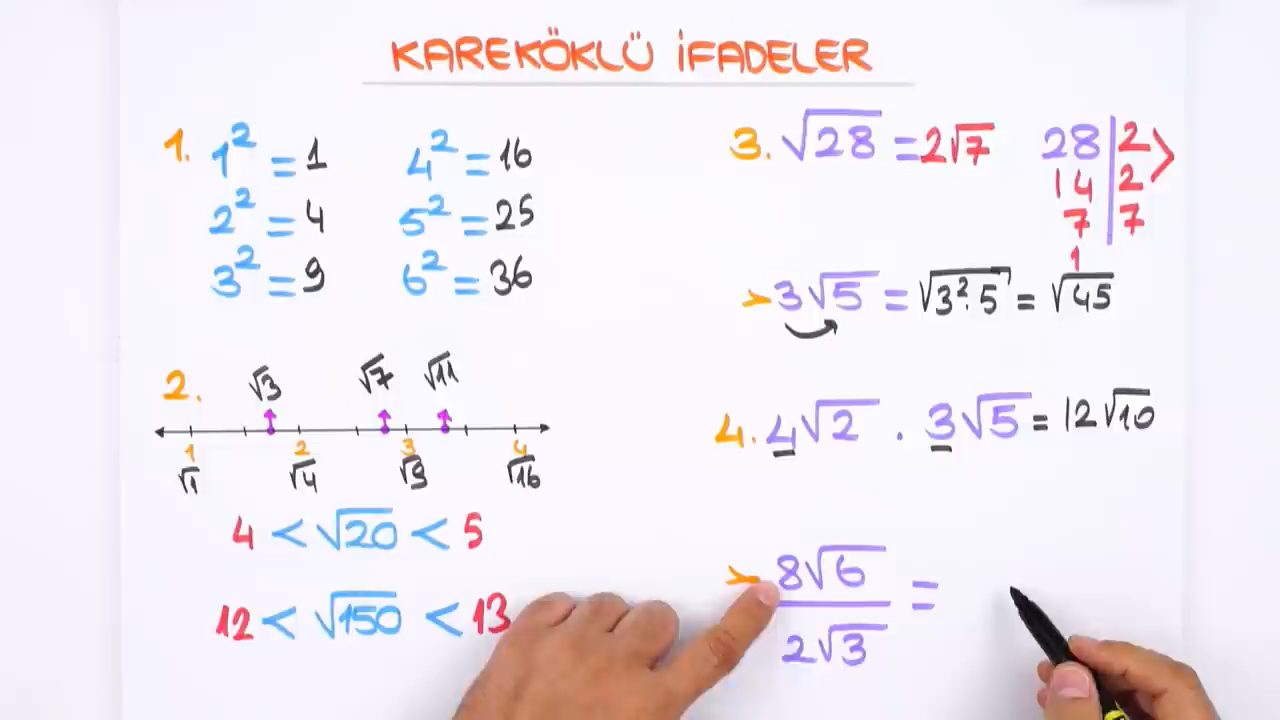 KAREKÖKLÜ İFADELER
1. 1² = 1 4² = 16
2² = 4 5² = 25
3² = 9 6² = 36
2. √3 √7 √11
1 2 3 4
√1 √4 √9 √16
4 < √20 < 5
12 < √150 < 13
3. √28 = 2√7 28 | 2
14 | 2
7 | 7
1
> 3√5 = √3².5 = √45
4. 4√2 . 3√5 = 12√10
> 8√6 =
2√3